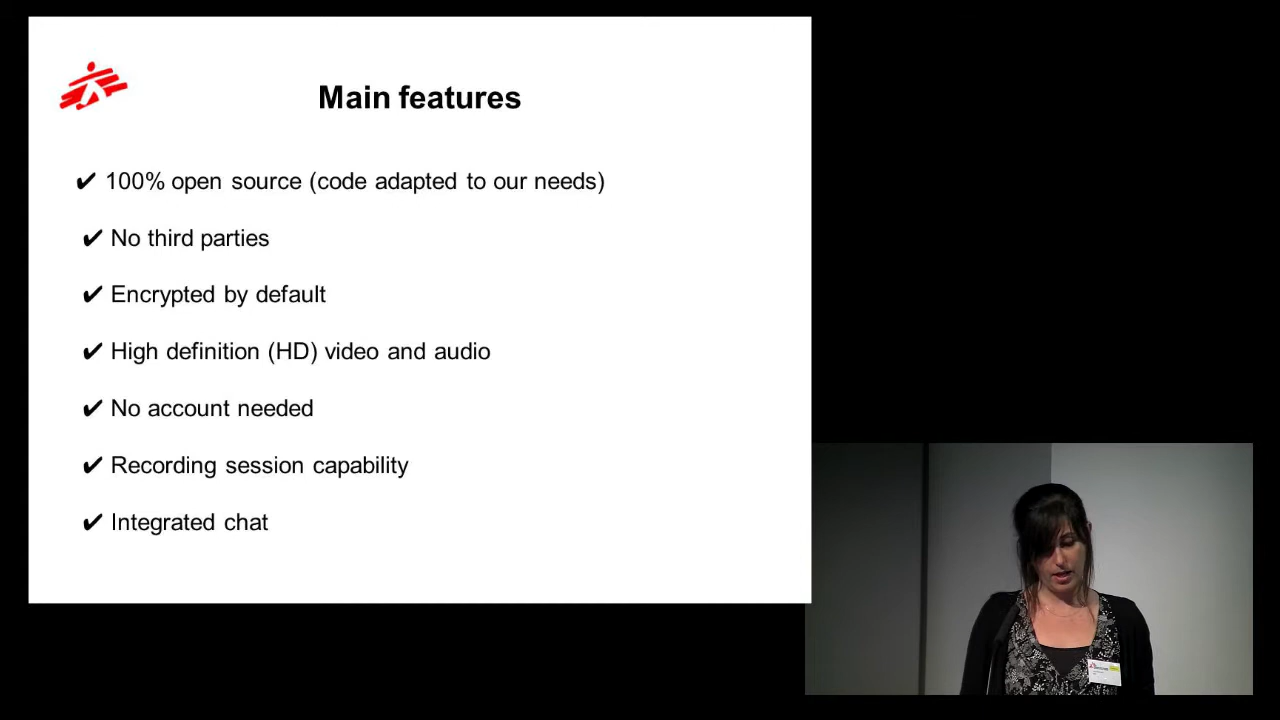 Main features
✔ 100% open source (code adapted to our needs)
✔ No third parties
✔ Encrypted by default
✔ High definition (HD) video and audio
✔ No account needed
✔ Recording session capability
✔ Integrated chat